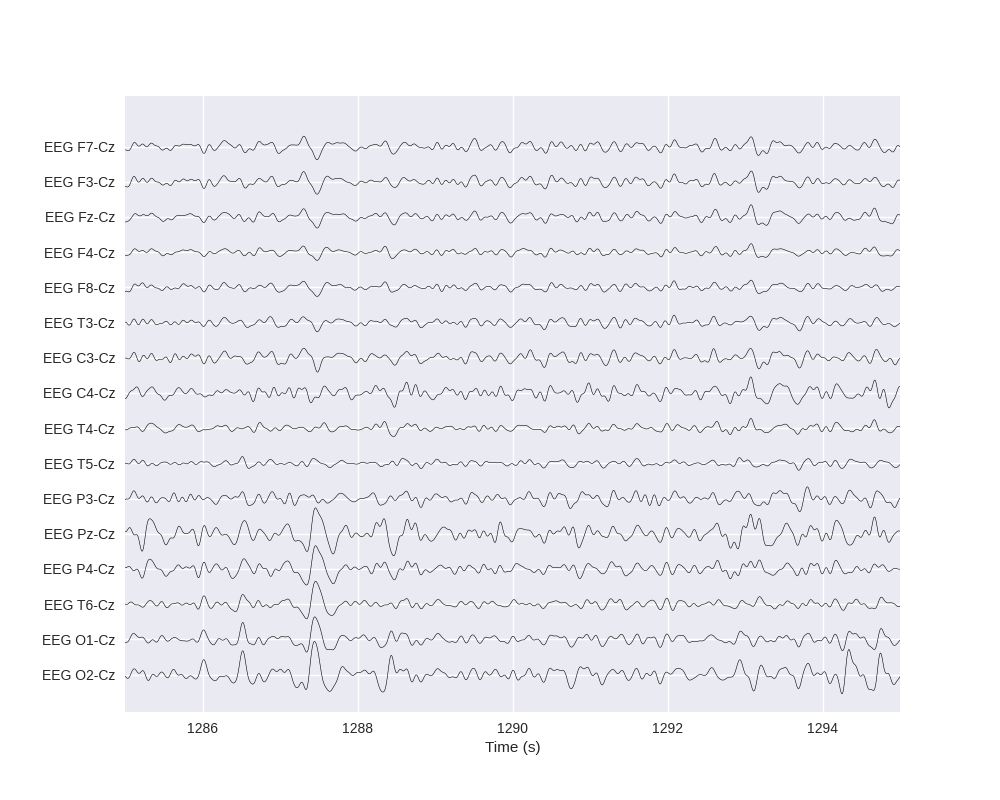 EEG F7-Cz
EEG F3-Cz
EEG Fz-Cz
EEG F4-Cz
EEG F8-Cz
EEG T3-Cz
EEG C3-Cz
EEG C4-Cz
EEG T4-Cz
EEG T5-Cz
EEG P3-Cz
EEG Pz-Cz
EEG P4-Cz
EEG T6-Cz
EEG O1-Cz
EEG O2-Cz
1286 1288 1290 1292 1294
Time (s)